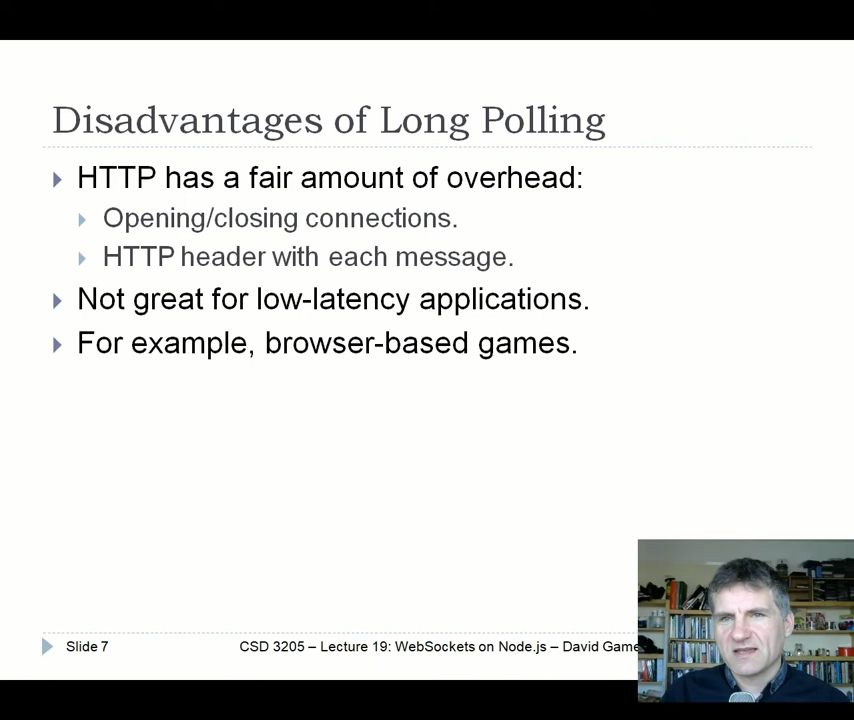 Disadvantages of Long Polling
HTTP has a fair amount of overhead:
Opening/closing connections.
HTTP header with each message.
Not great for low-latency applications.
For example, browser-based games.
Slide 7
CSD 3205 – Lecture 19: WebSockets on Node.js – David Game